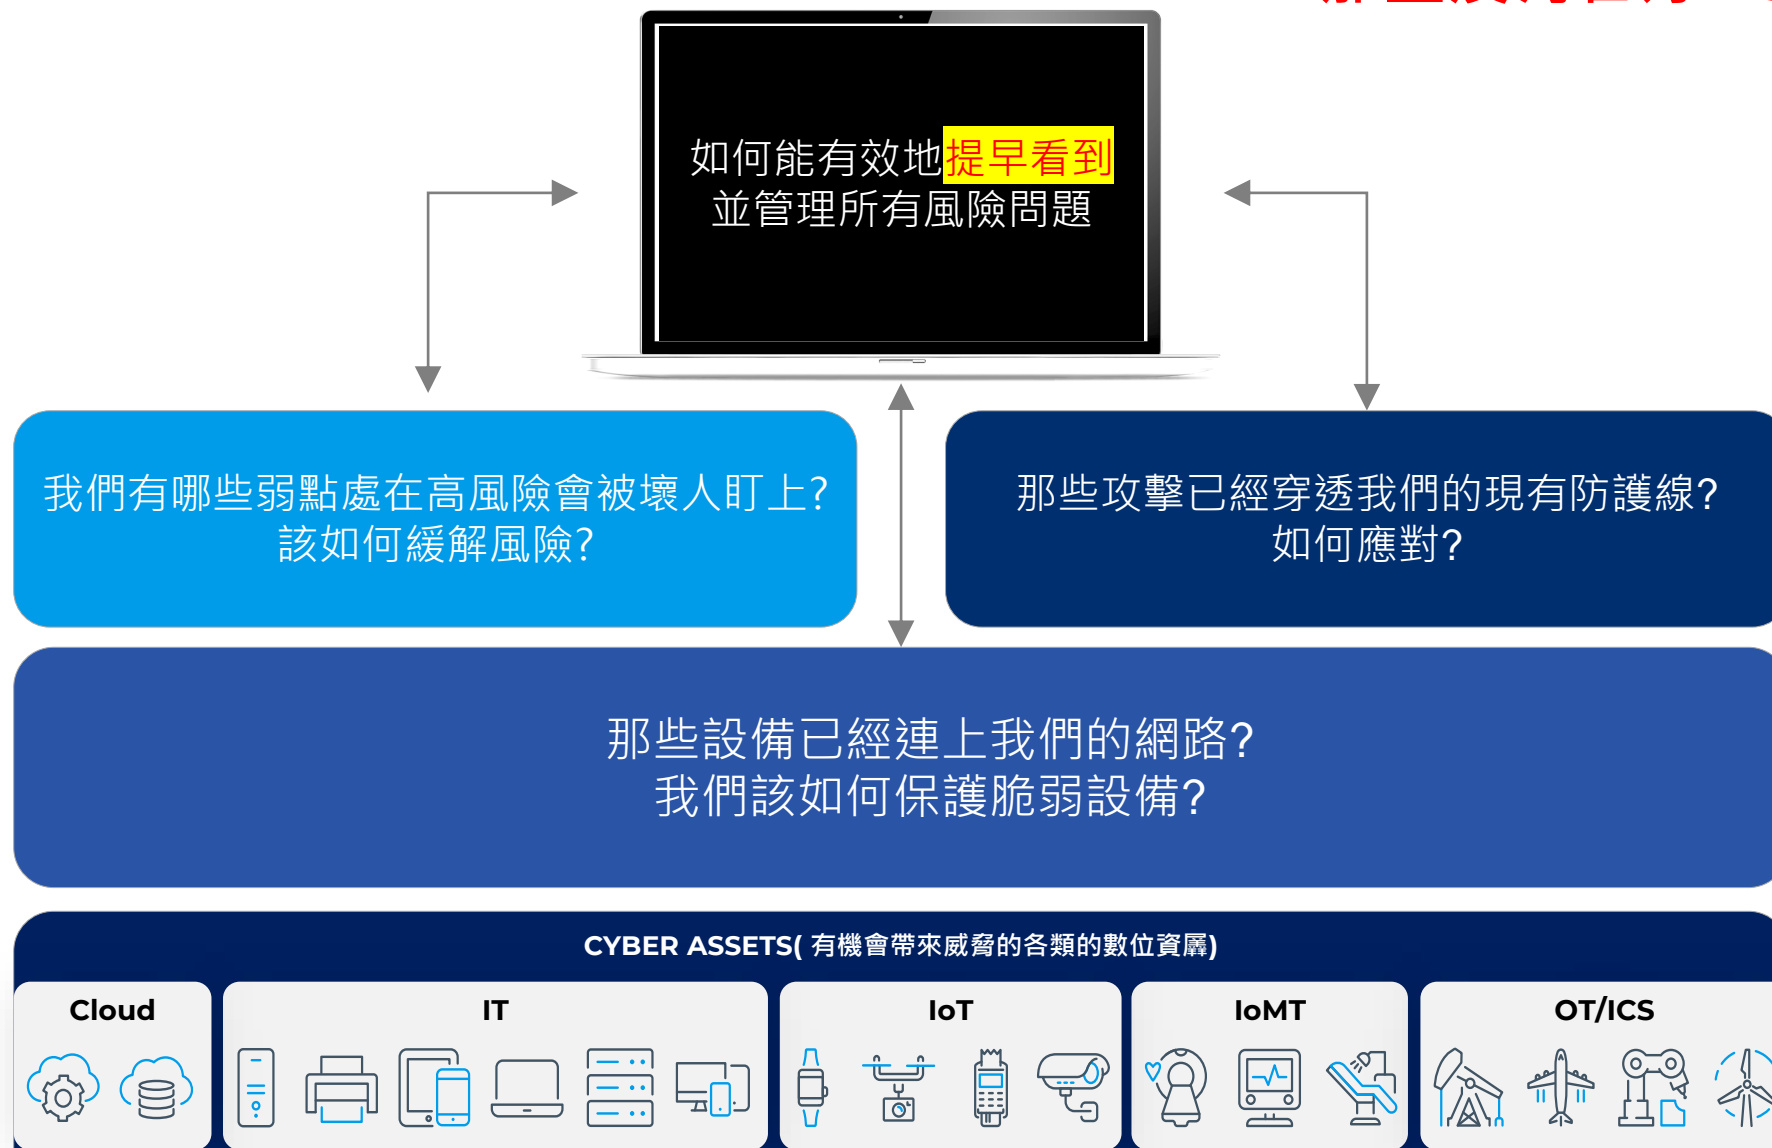 如何能有效地提早看到
並管理所有風險問題
我們有哪些弱點處在高風險會被壞人盯上?
該如何緩解風險?
那些攻擊已經穿透我們的現有防護線?
如何應對?
那些設備已經連上我們的網路?
我們該如何保護脆弱設備?
CYBER ASSETS( 有機會帶來威脅的各類的數位資産)
Cloud
IT
IoT
IoMT
OT/ICS